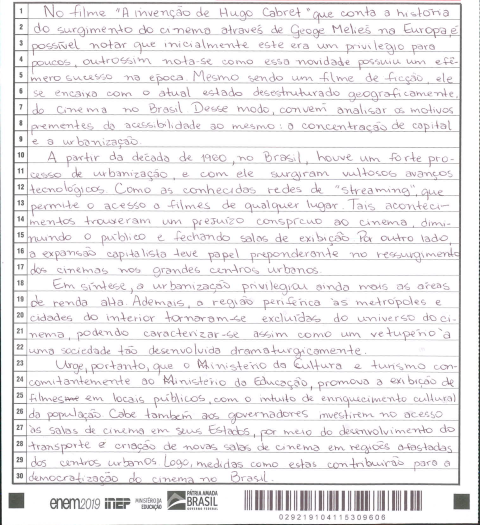 1 No filme "A invenção de Hugo Cabret" que conta a história
2 do surgimento do cinema através de Geoge Meliès na Europa é
3 possível notar que inicialmente este era um privilégio para
4 poucos, outrossim nota-se como essa novidade possuiu um efê-
5 mero sucesso na época. Mesmo sendo um filme de ficção, ele
6 se encaixa com o atual estado desestruturado geograficamente,
7 do cinema no Brasil Desse modo, convém analisar os motivos
8 prementes da acessibilidade ao mesmo: a concentração de capital
9 e a urbanização.
10 A partir da década de 1960, no Brasil, houve um forte pro-
11 cesso de urbanização, e com ele surgiram vultosos avanços
12 tecnológicos. Como as conhecidas redes de "streaming", que
13 permite o acesso a filmes de qualquer lugar. Tais aconteci-
14 mentos trouxeram um prejuízo conspícuo ao cinema, dimi-
15 nuindo o público e fechando salas de exibição Por outro lado,
16 a expansão capitalista teve papel preponderante no ressurgimento
17 dos cinemas nos grandes centros urbanos.
18 Em síntese, a urbanização privilegiou ainda mais as áreas
19 de renda alta Ademais, a região periférica às metrópoles e
20 cidades do interior tornaram-se excluídas do universo do ci-
21 nema, podendo caracterizar-se assim como um vetupério à
22 uma sociedade tão desenvolvida dramaturgicamente.
23 Urge, portanto, que o Ministério da Cultura e turismo con-
24 comitantemente ao Ministério da Educação, promova a exibição de
25 filmes em locais públicos, com o intuito de enriquecimento cultural
26 da população Cabe também aos governadores investirem no acesso
27 às salas de cinema em seus Estados, por meio do desenvolvimento do
28 transporte e criação de novas salas de cinema em regiões afastadas
29 dos centros urbanos Logo, medidas como estas contribuirão para a
30 democratização do cinema no Brasil.
enem2019 inep MINISTÉRIO DA EDUCAÇÃO PÁTRIA AMADA BRASIL
029219104115309606